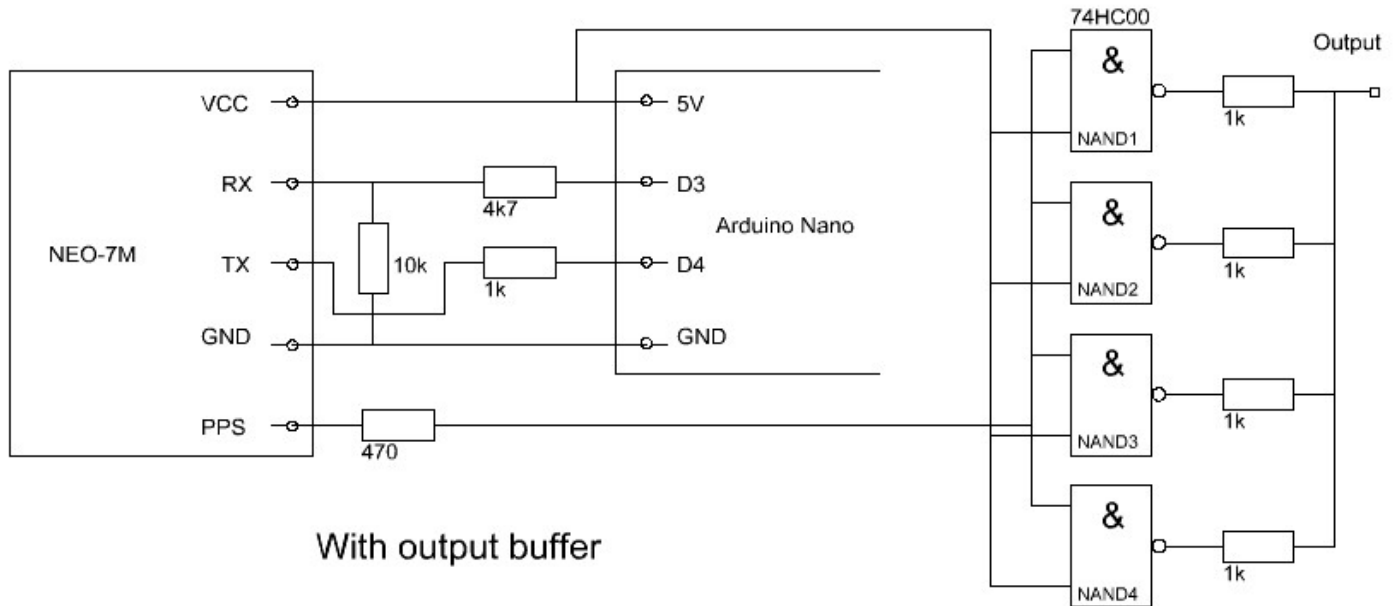 74HC00
Output
&
NAND1
1k
VCC
5V
RX
4k7
D3
NEO-7M
TX
10k
1k
D4
Arduino Nano
GND
GND
PPS
470
&
NAND2
1k
&
NAND3
1k
&
NAND4
1k
With output buffer